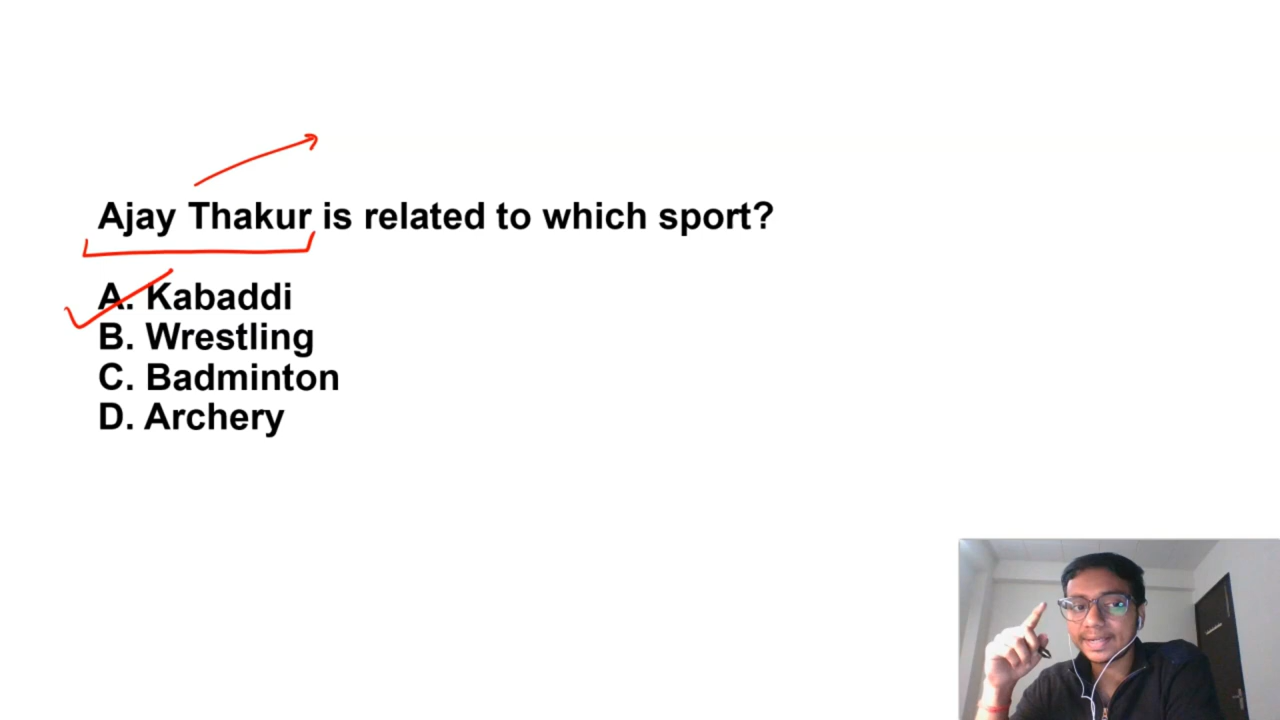 Ajay Thakur is related to which sport?
A. Kabaddi
B. Wrestling
C. Badminton
D. Archery